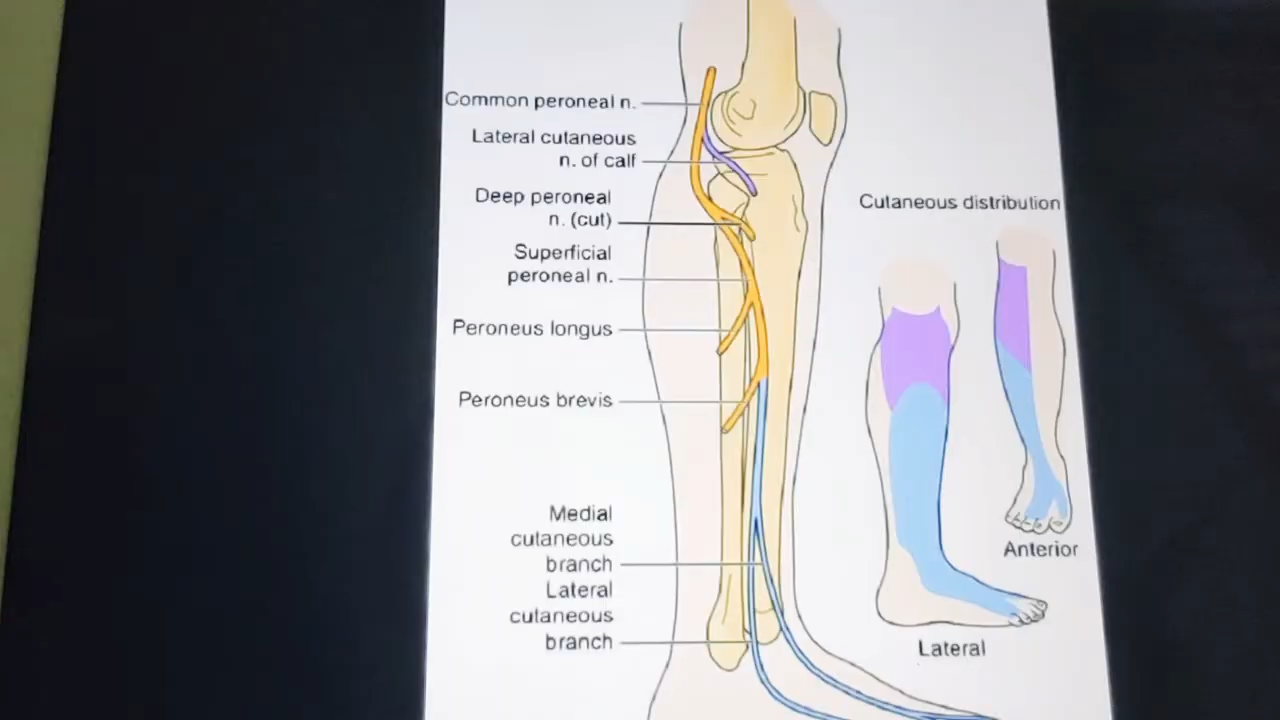 Common peroneal n.
Lateral cutaneous
n. of calf
Deep peroneal
n. (cut)
Superficial
peroneal n.
Peroneus longus
Peroneus brevis
Medial
cutaneous
branch
Lateral
cutaneous
branch
Cutaneous distribution
Anterior
Lateral